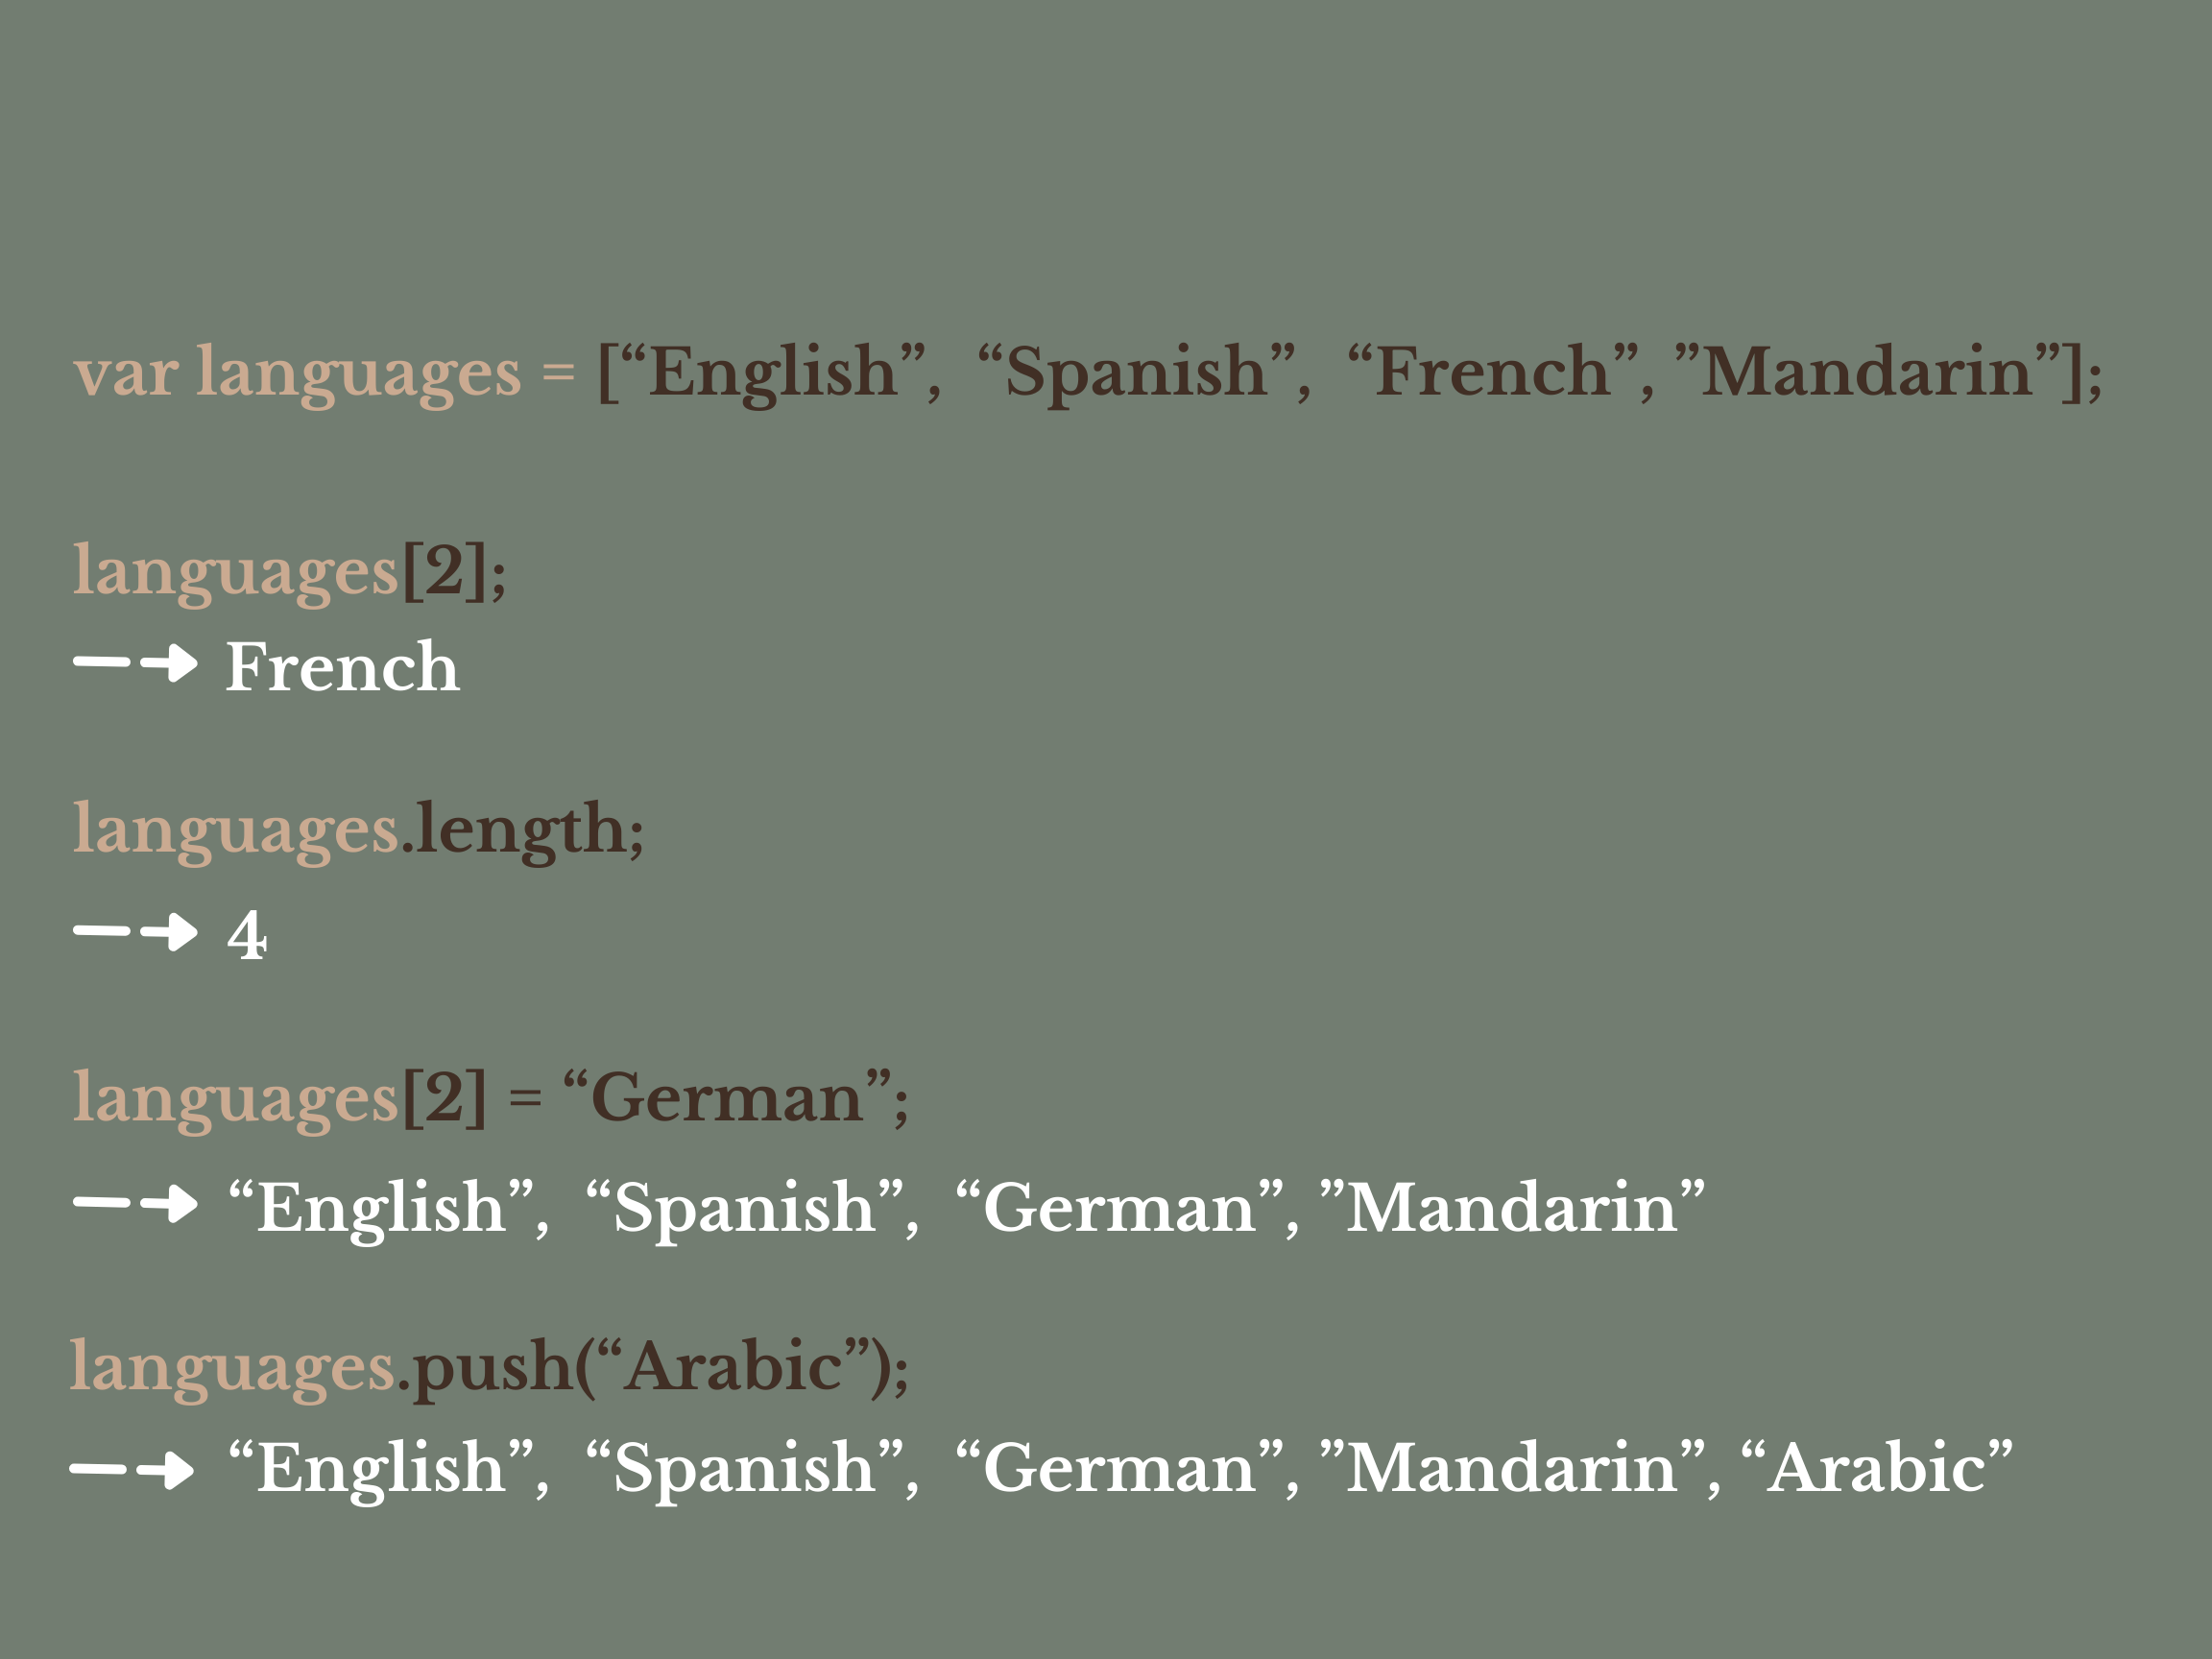 var languages = [“English”, “Spanish”, “French”, ”Mandarin”];
languages[2];
French
languages.length;
4
languages[2] = “German”;
“English”, “Spanish”, “German”, ”Mandarin”
languages.push(“Arabic”);
“English”, “Spanish”, “German”, ”Mandarin”, “Arabic”